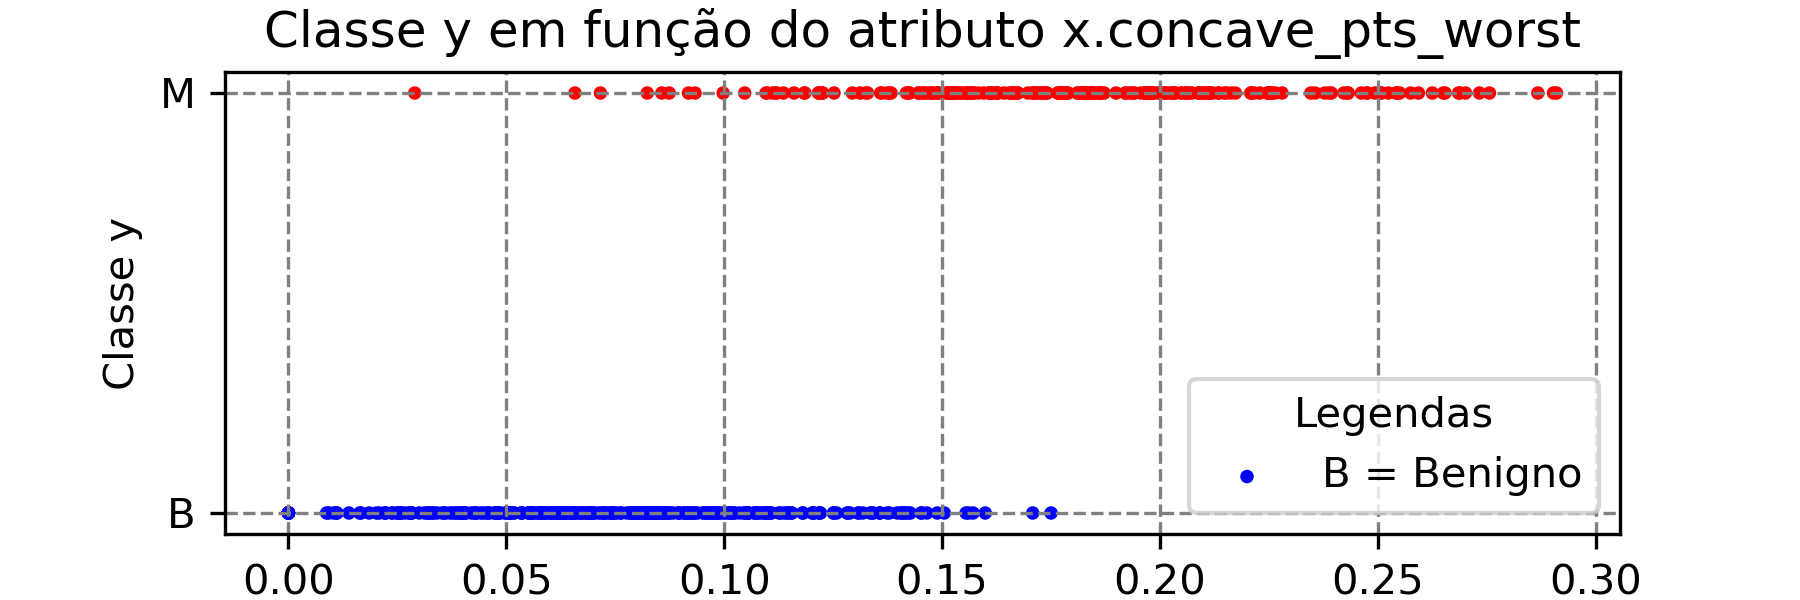 Classe y em função do atributo x.concave_pts_worst
M
Classe y
B
Legendas
B = Benigno
0.00 0.05 0.10 0.15 0.20 0.25 0.30